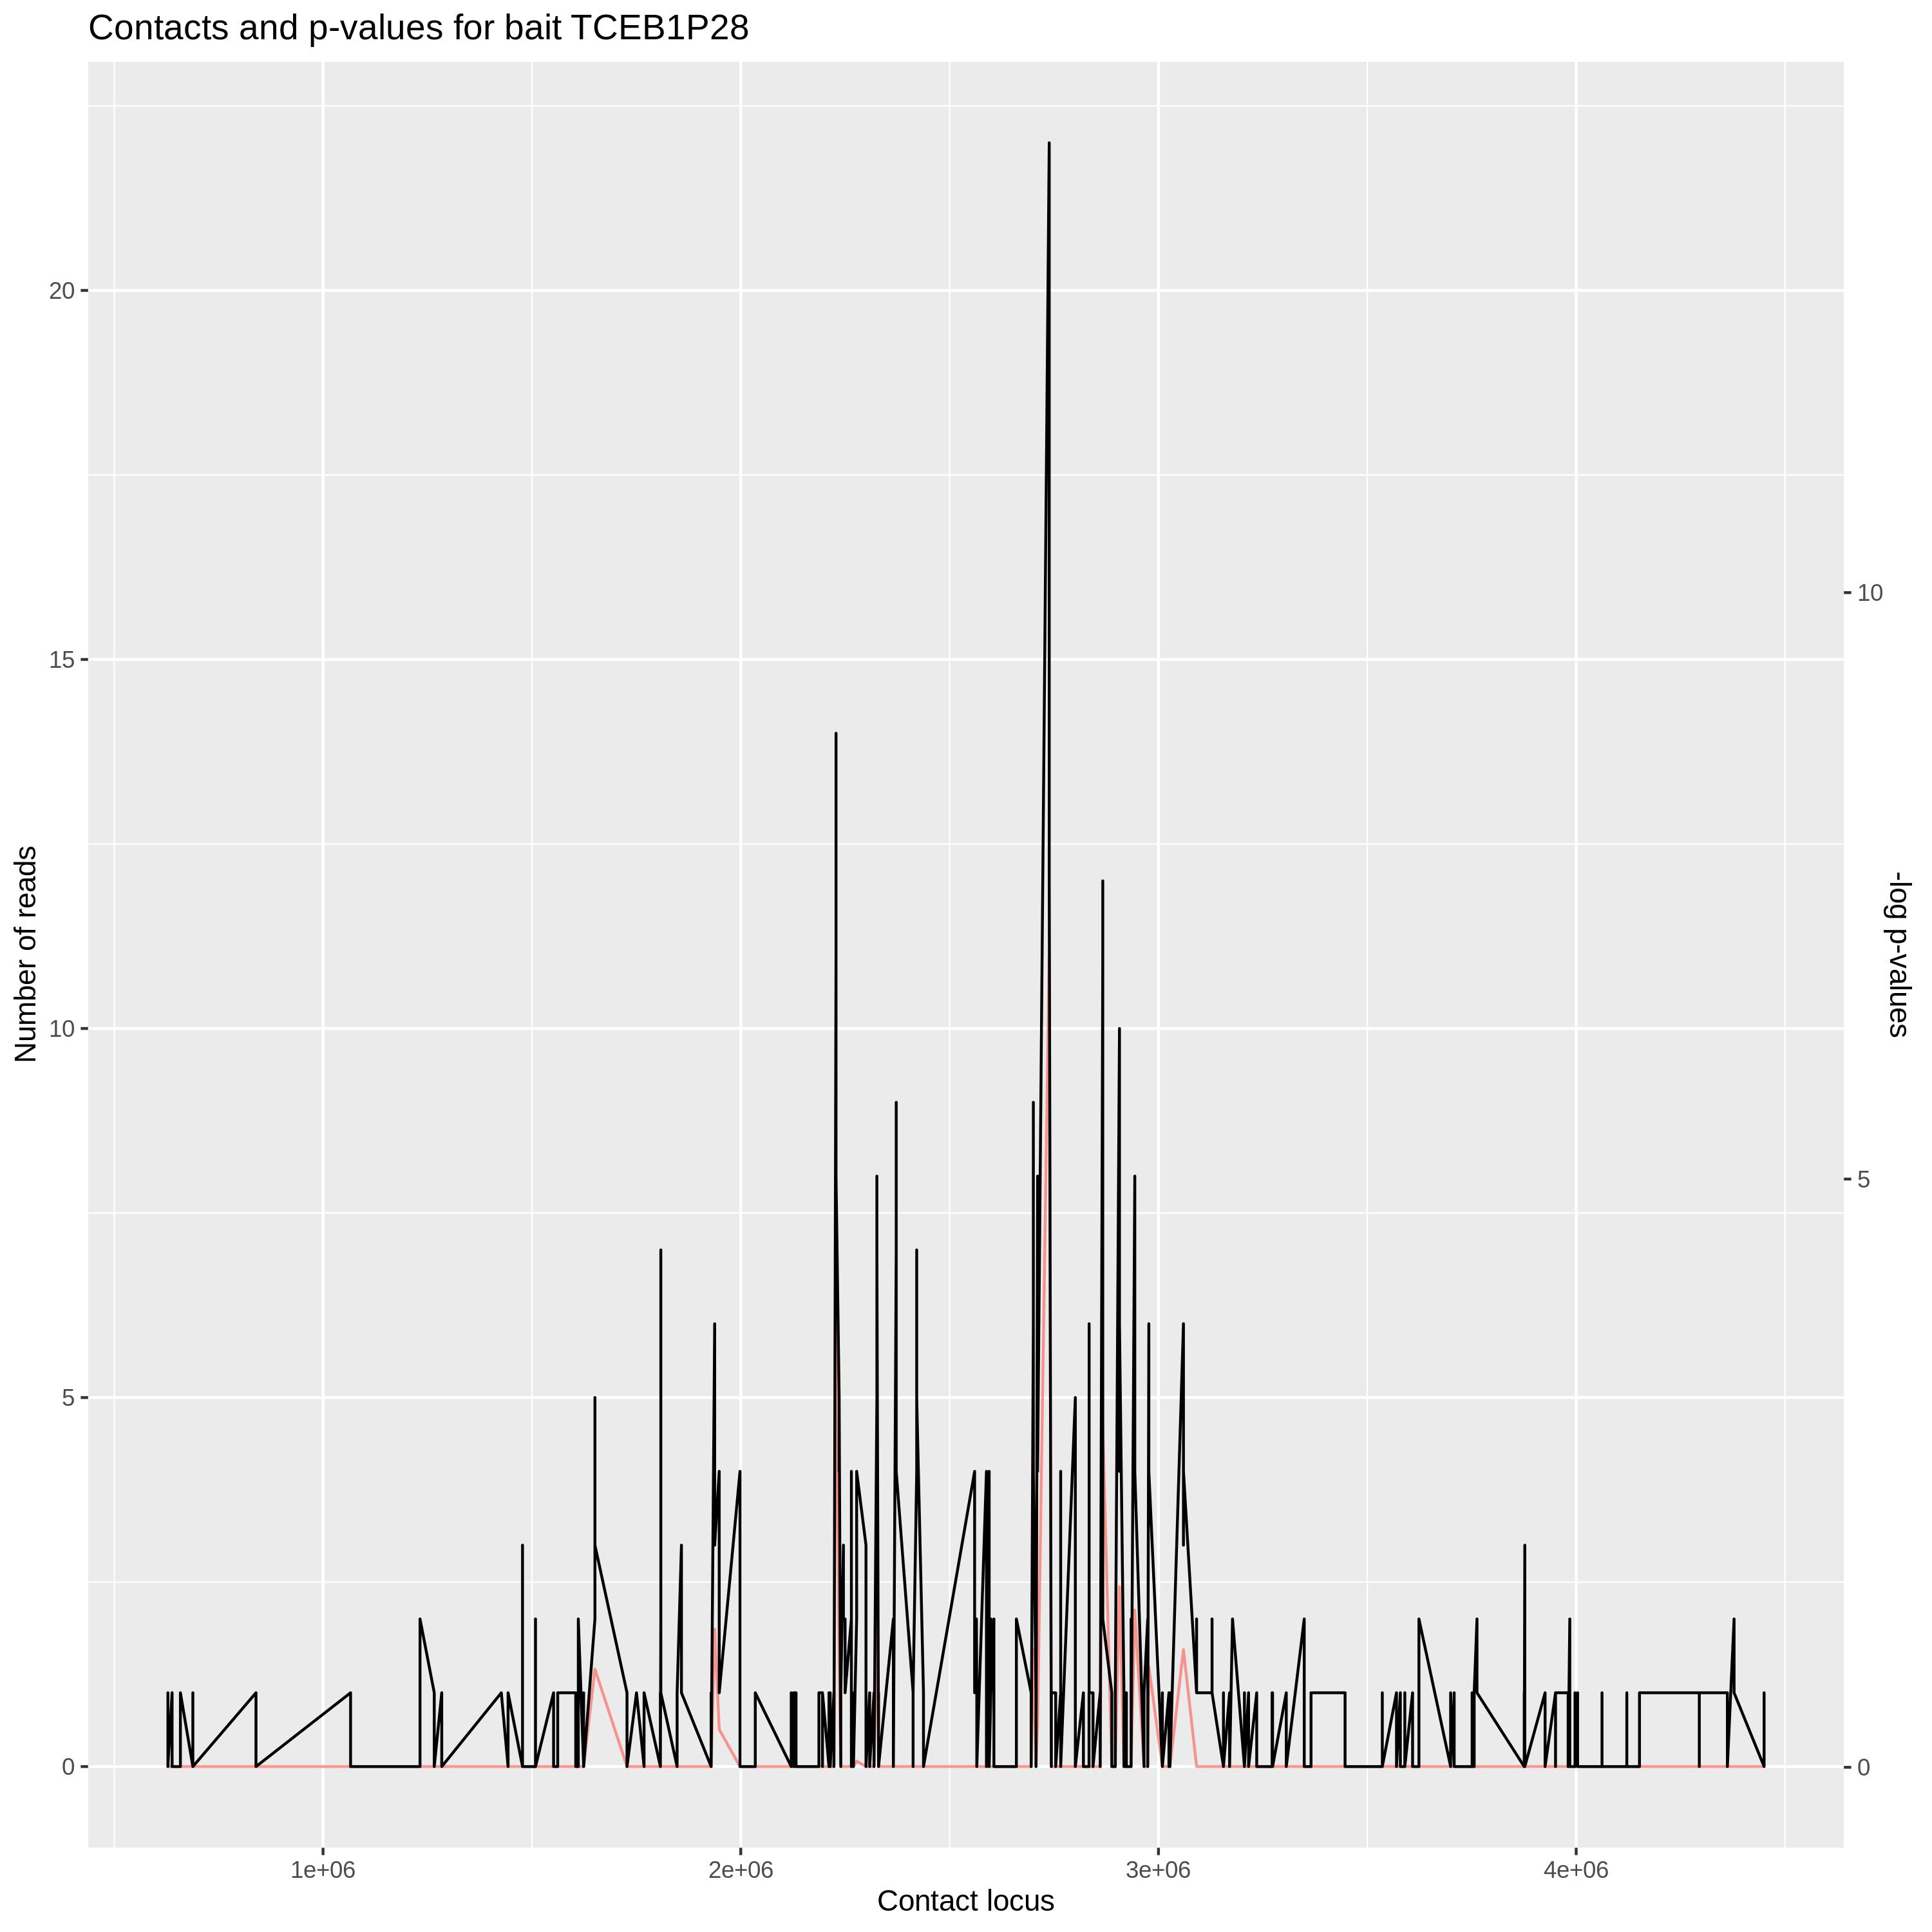 Contacts and p-values for bait TCEB1P28
Number of reads
20
15
10
5
0
10
5
0
-log p-values
1e+06
2e+06
3e+06
4e+06
Contact locus